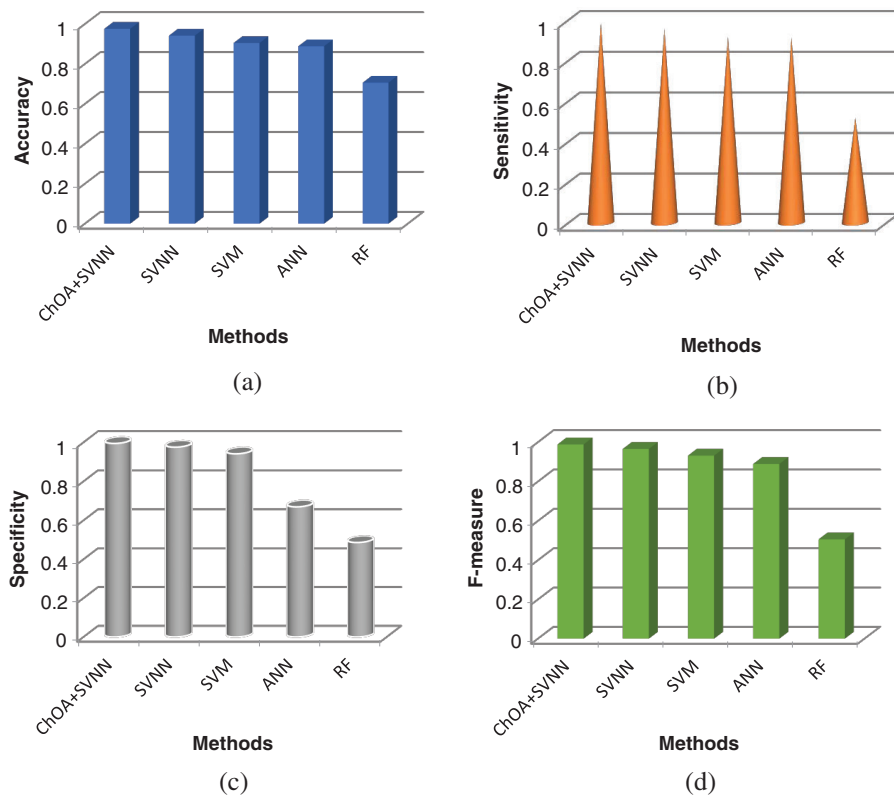 Accuracy
1
0.8
0.6
0.4
0.2
0
ChOA+SVNN
SVNN
SVM
ANN
RF
Methods
(a)
Sensitivity
1
0.8
0.6
0.4
0.2
0
ChOA+SVNN
SVNN
SVM
ANN
RF
Methods
(b)
Specificity
1
0.8
0.6
0.4
0.2
0
ChOA+SVNN
SVNN
SVM
ANN
RF
Methods
(c)
F-measure
1
0.8
0.6
0.4
0.2
0
ChOA+SVNN
SVNN
SVM
ANN
RF
Methods
(d)